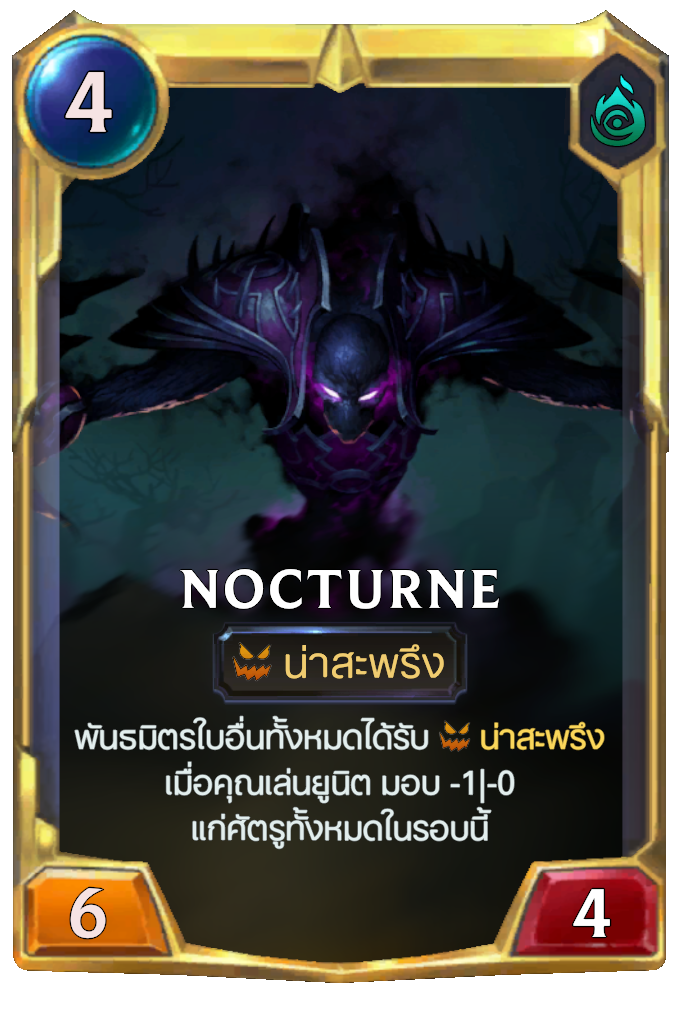 4
NOCTURNE
น่าสะพรึง
พันธมิตรใบอื่นทั้งหมดได้รับ น่าสะพรึง
เมื่อคุณเล่นยูนิต มอบ -1|-0
แก่ศัตรูทั้งหมดในรอบนี้
6
4